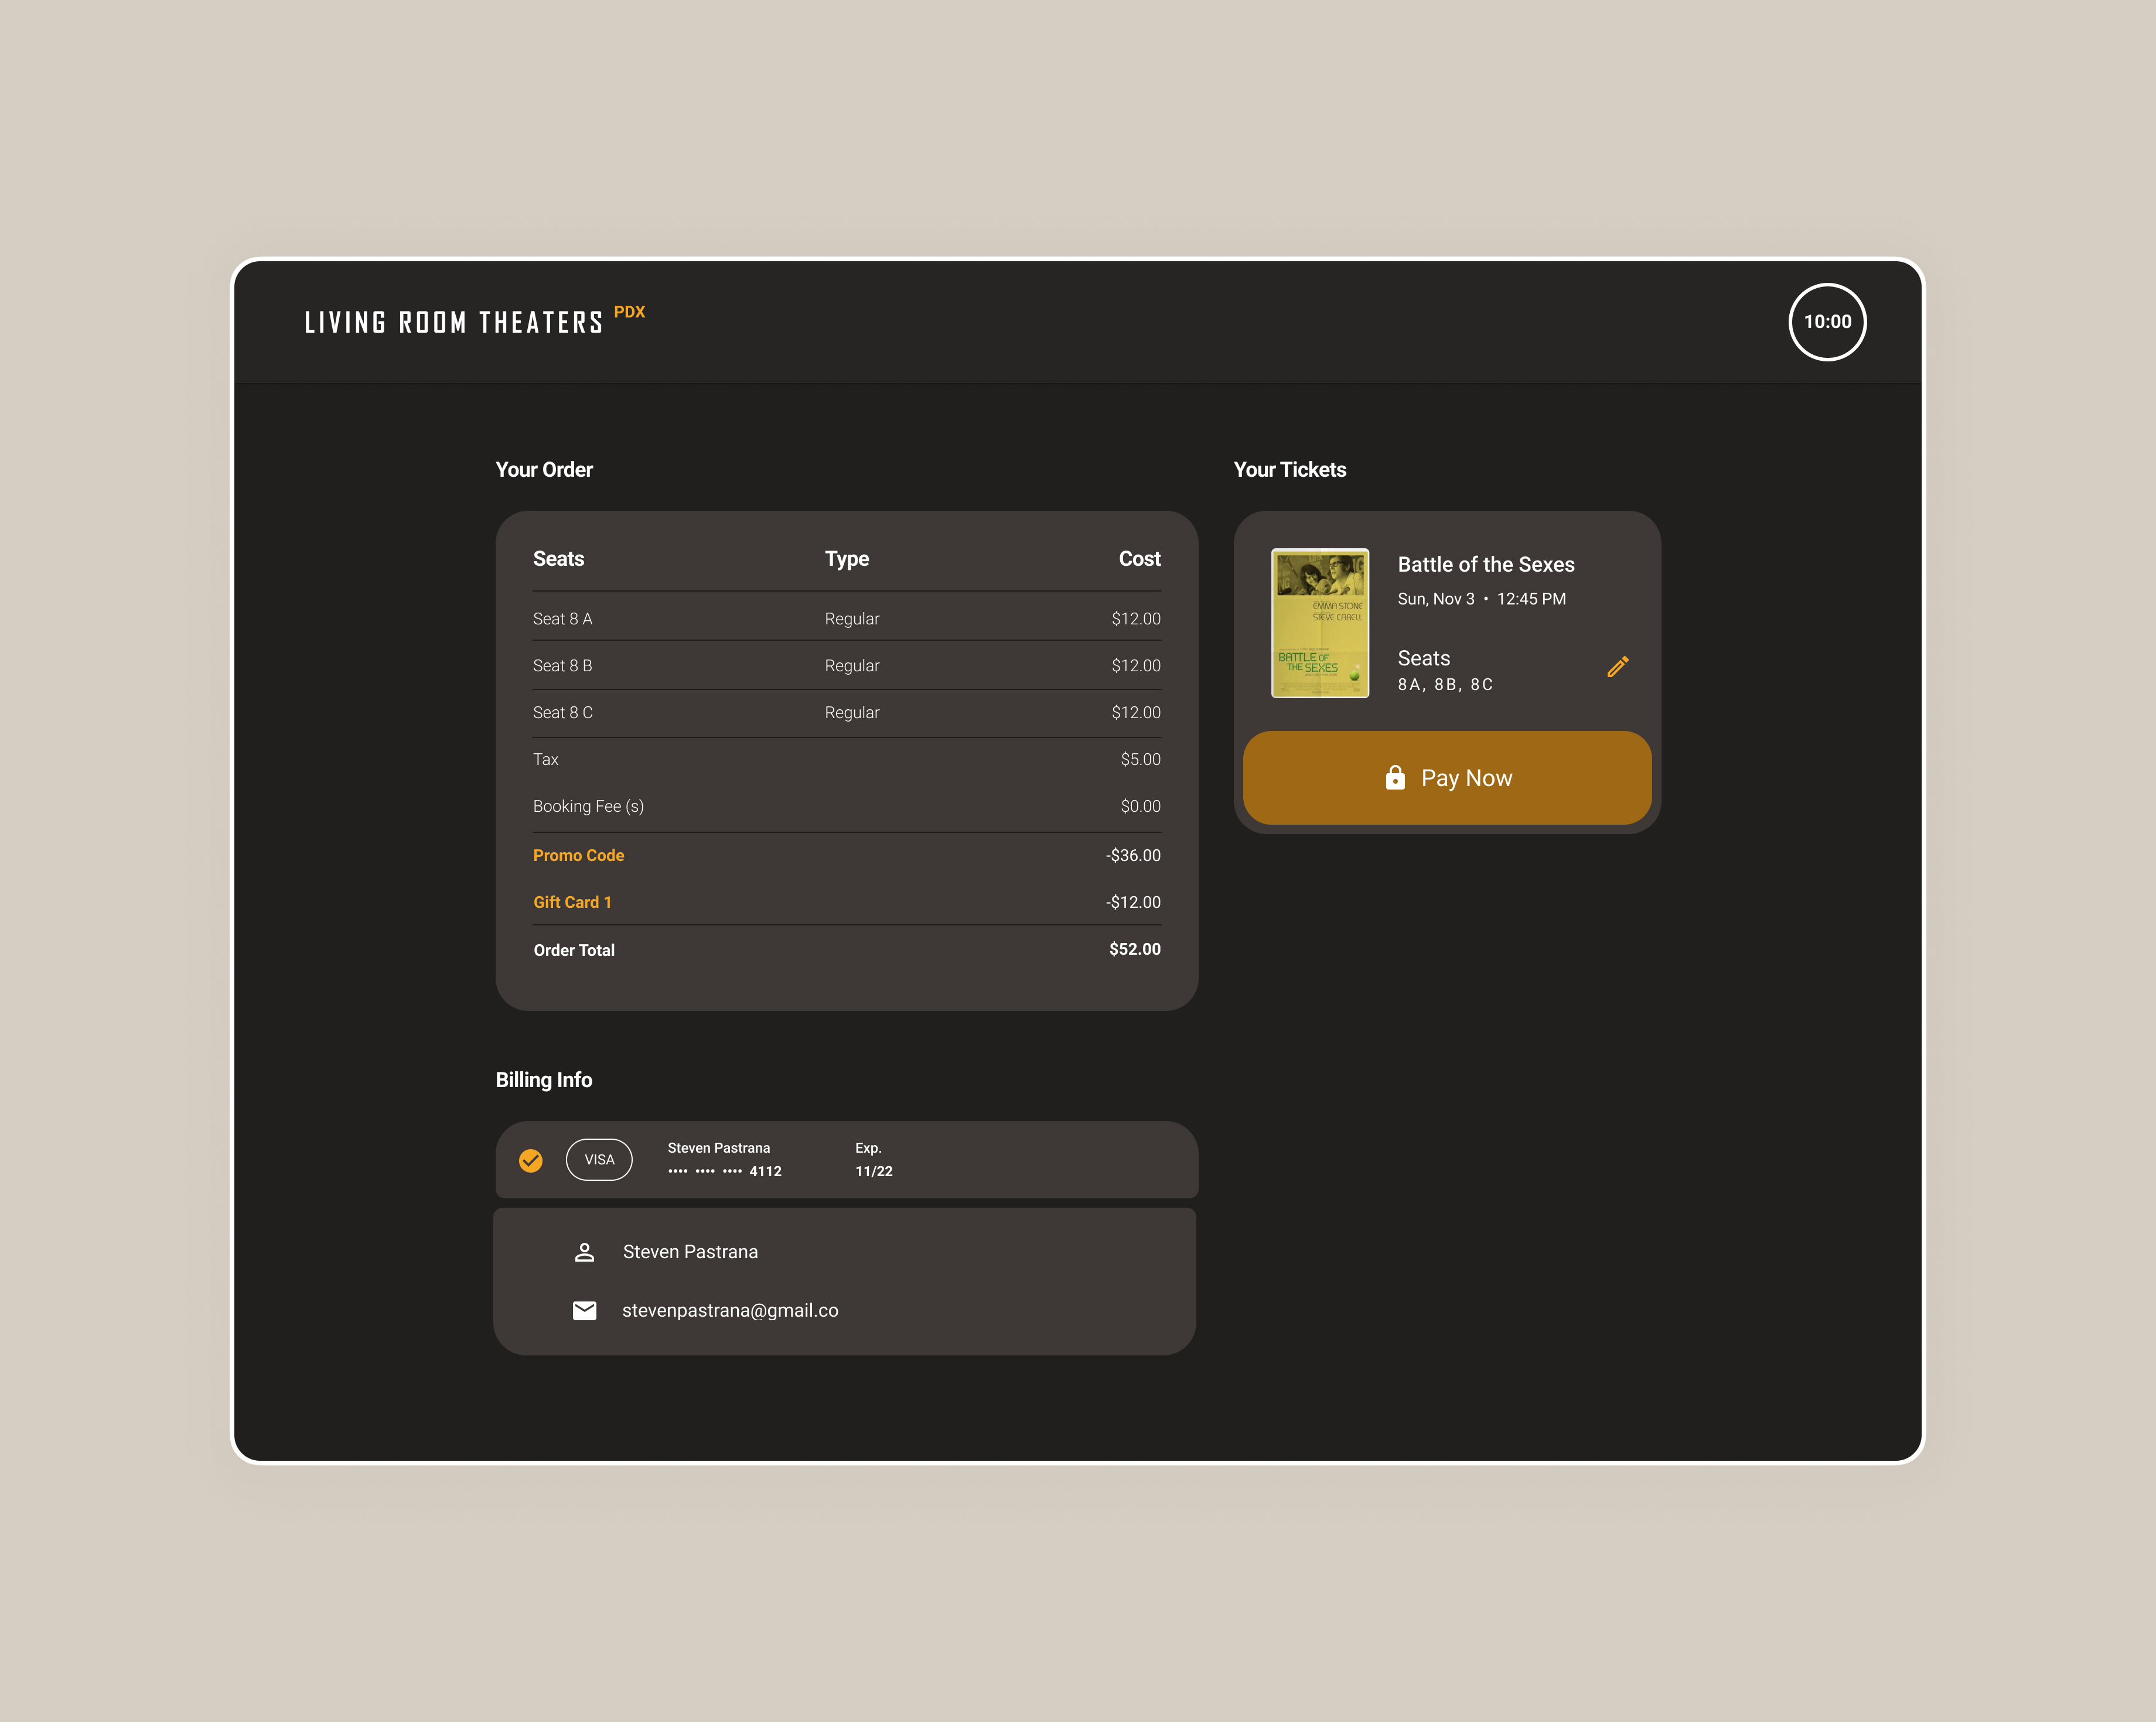 LIVING ROOM THEATERS PDX
10:00
Your Order
Seats Type Cost
Seat 8 A Regular $12.00
Seat 8 B Regular $12.00
Seat 8 C Regular $12.00
Tax $5.00
Booking Fee (s) $0.00
Promo Code -$36.00
Gift Card 1 -$12.00
Order Total $52.00
Your Tickets
EMMA STONE
STEVE CARELL
BATTLE OF
THE SEXES
Battle of the Sexes
Sun, Nov 3 • 12:45 PM
Seats
8A, 8B, 8C
Pay Now
Billing Info
VISA
Steven Pastrana
•••• •••• •••• 4112
Exp.
11/22
Steven Pastrana
stevenpastrana@gmail.co